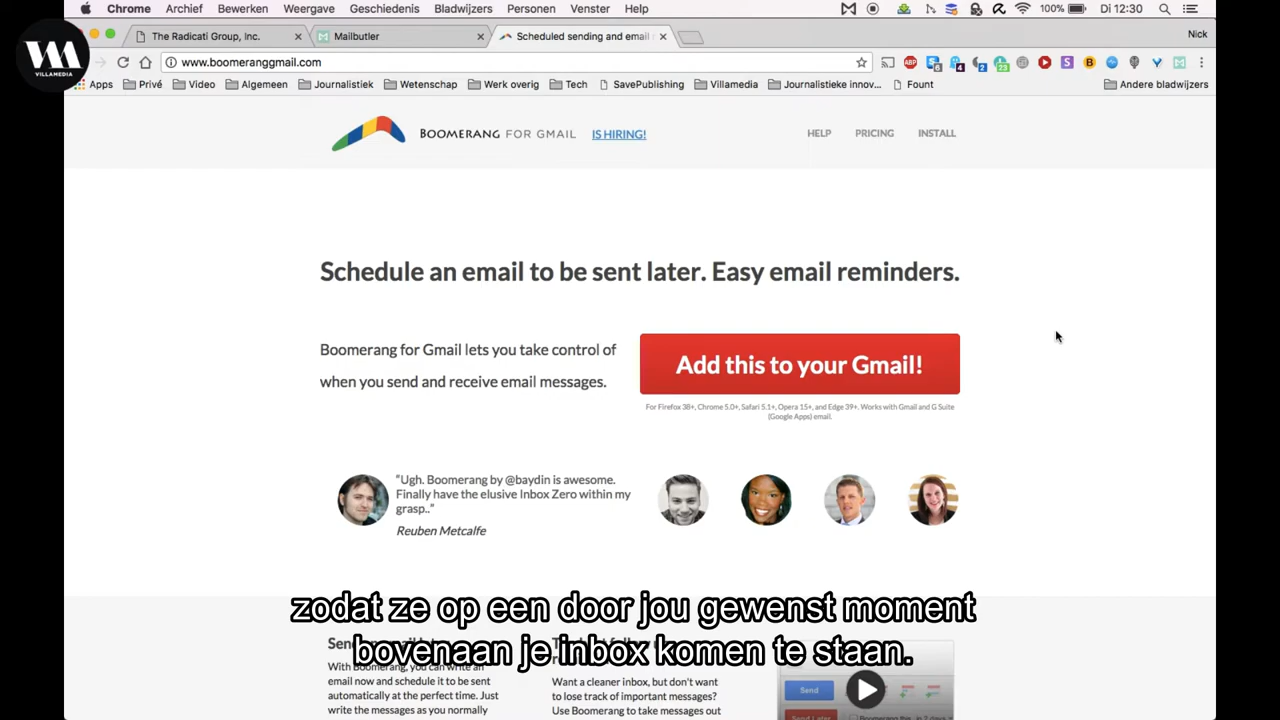 Chrome Archief Bewerken Weergave Geschiedenis Bladwijzers Personen Venster Help 100% Di 12:30
VILLAMEDIA
The Radicati Group, Inc. Mailbutler Scheduled sending and email Nick
www.boomeranggmail.com
Apps Privé Video Algemeen Journalistiek Wetenschap Werk overig Tech SavePublishing Villamedia Journalistieke innov... Fount Andere bladwijzers
BOOMERANG FOR GMAIL IS HIRING! HELP PRICING INSTALL
Schedule an email to be sent later. Easy email reminders.
Boomerang for Gmail lets you take control of
when you send and receive email messages.
Add this to your Gmail!
For Firefox 38+, Chrome 5.0+, Safari 5.1+, Opera 15+, and Edge 39+. Works with Gmail and G Suite
(Google Apps) email.
"Ugh. Boomerang by @baydin is awesome.
Finally have the elusive Inbox Zero within my
grasp.."
Reuben Metcalfe
zodat ze op een door jou gewenst moment
bovenaan je inbox komen te staan.
With Boomerang, you can write an
email now and schedule it to be sent
automatically at the perfect time. Just
write the messages as you normally
Want a cleaner inbox, but don't want
to lose track of important messages?
Use Boomerang to take messages out
Send
Send Later